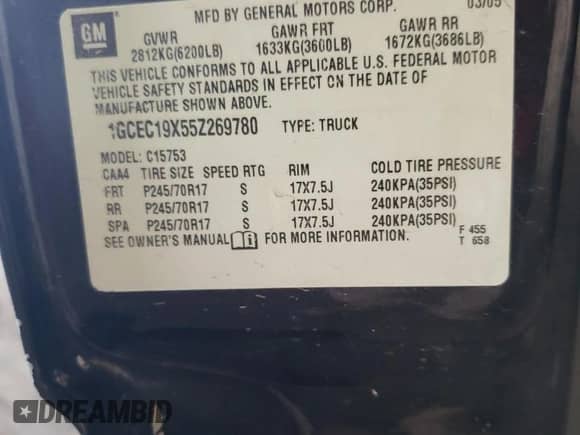 MFD BY GENERAL MOTORS CORP. 03/05
GM
GVWR GAWR FRT GAWR RR
2812KG(6200LB) 1633KG(3600LB) 1672KG(3686LB)
THIS VEHICLE CONFORMS TO ALL APPLICABLE U.S. FEDERAL MOTOR
VEHICLE SAFETY STANDARDS IN EFFECT ON THE DATE OF
MANUFACTURE SHOWN ABOVE.
1GCEC19X55Z269780 TYPE: TRUCK
MODEL: C15753
CAA4 TIRE SIZE SPEED RTG RIM COLD TIRE PRESSURE
FRT P245/70R17 S 17X7.5J 240KPA(35PSI)
RR P245/70R17 S 17X7.5J 240KPA(35PSI)
SPA P245/70R17 S 17X7.5J 240KPA(35PSI)
SEE OWNER'S MANUAL FOR MORE INFORMATION. F 455
T 658
DREAMBID